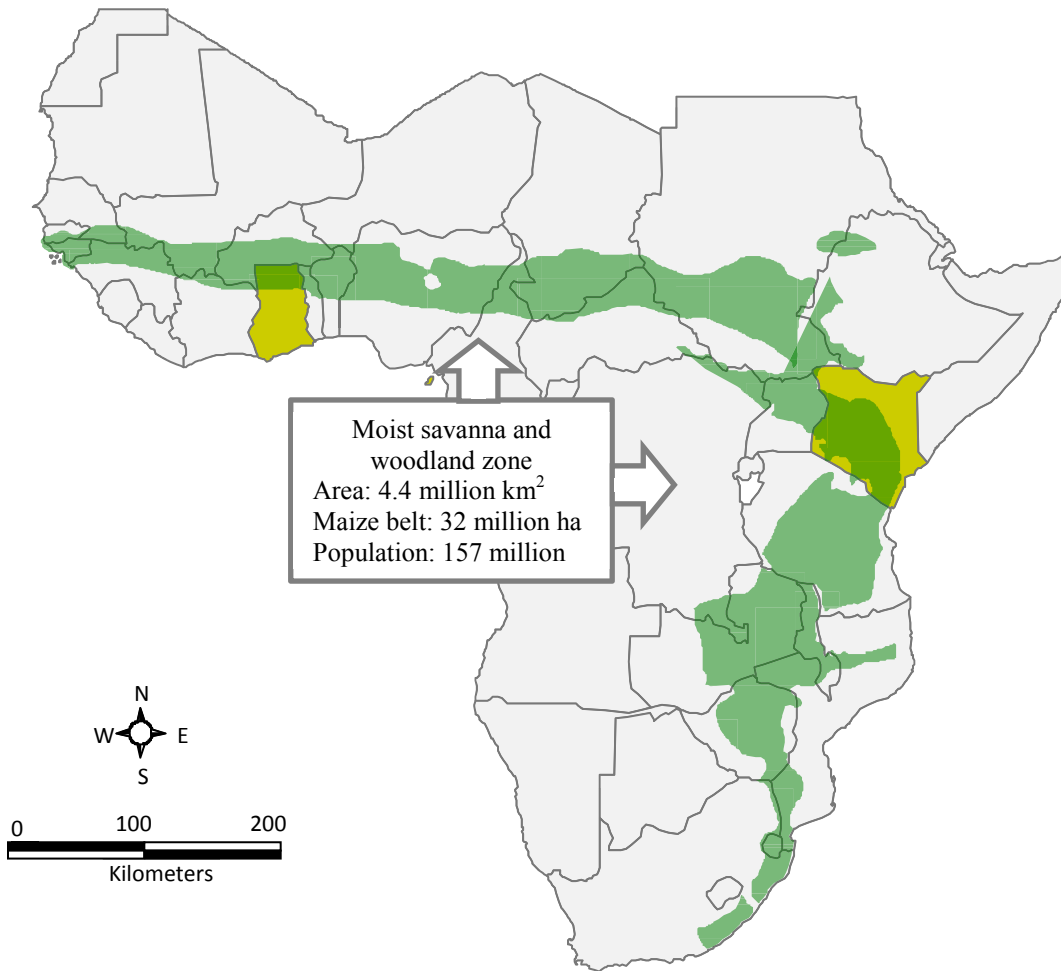 Moist savanna and
woodland zone
Area: 4.4 million km²
Maize belt: 32 million ha
Population: 157 million
N
W E
S
0 100 200
Kilometers